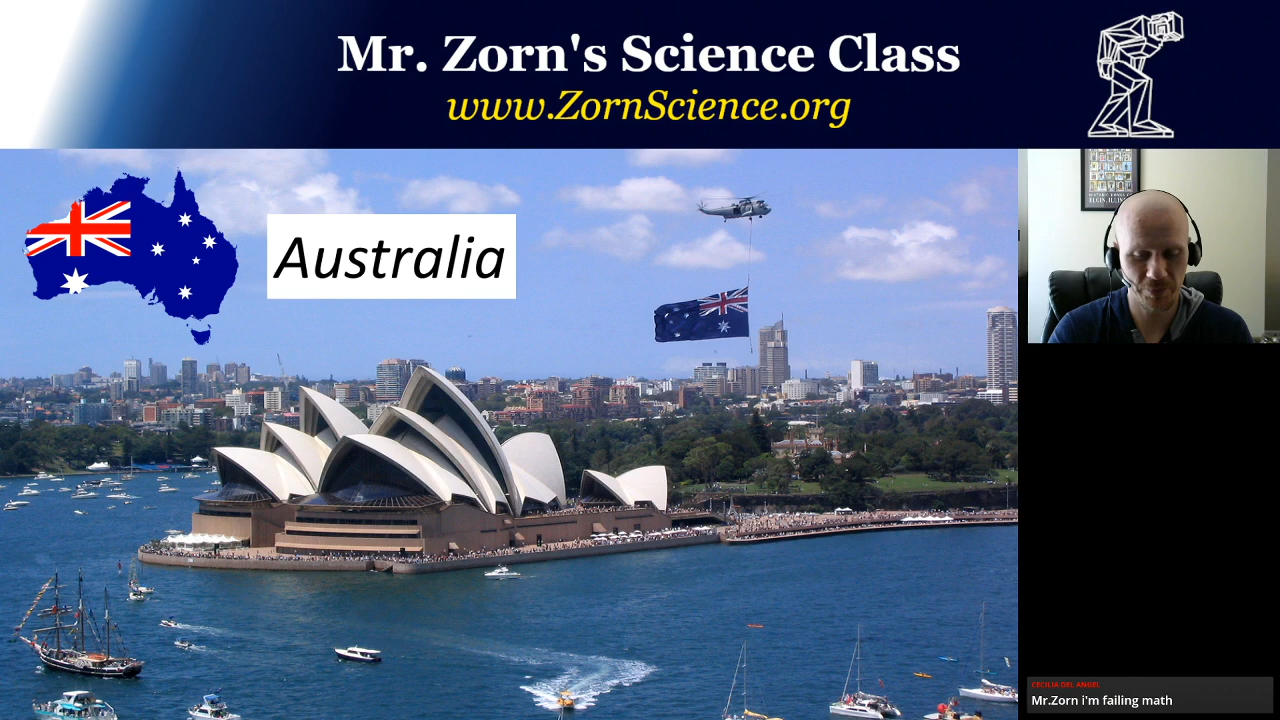 Mr. Zorn's Science Class
www.ZornScience.org
Australia
CECILIA DEL ANGEL
Mr.Zorn i'm failing math